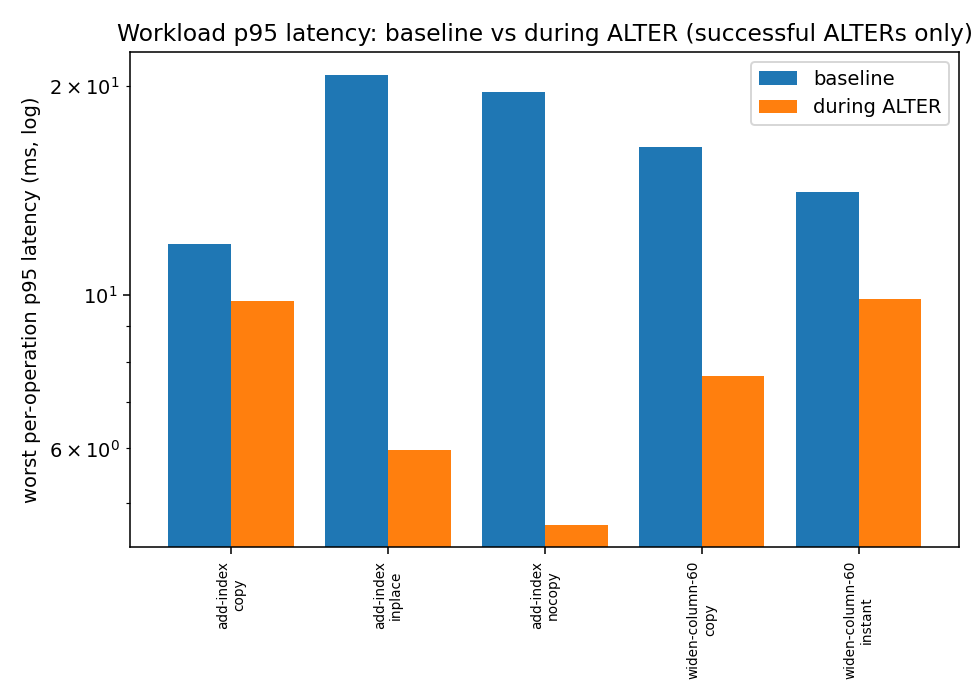 Workload p95 latency: baseline vs during ALTER (successful ALTERs only)
worst per-operation p95 latency (ms, log)
2 × 10¹
10¹
6 × 10⁰
baseline
during ALTER
add-index
copy
add-index
inplace
add-index
nocopy
widen-column-60
copy
widen-column-60
instant